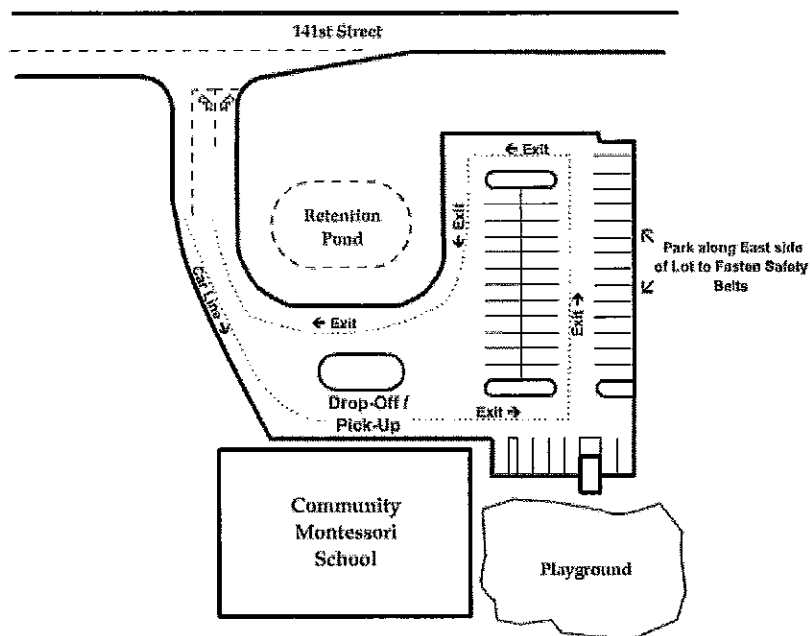 141st Street
← Exit
Retention
Pond
← Exit
Park along East side
of Lot to Fasten Safety
Belts
Car Line →
← Exit
Exit →
Drop-Off /
Pick-Up
Exit →
Community
Montessori
School
Playground